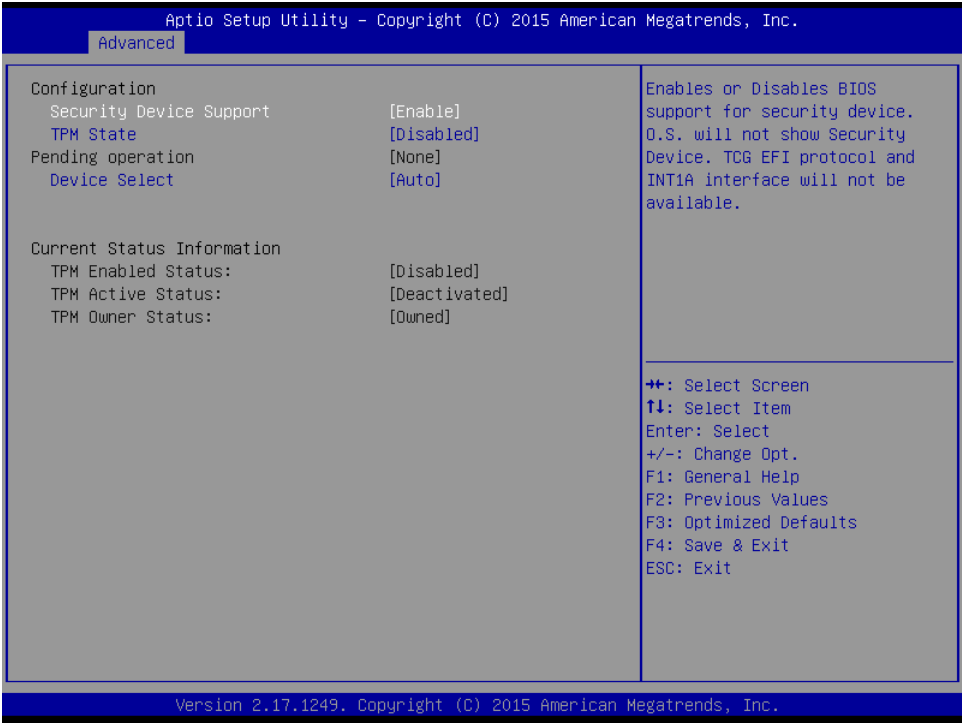 Aptio Setup Utility – Copyright (C) 2015 American Megatrends, Inc.
Advanced
Configuration
Security Device Support [Enable]
TPM State [Disabled]
Pending operation [None]
Device Select [Auto]
Current Status Information
TPM Enabled Status: [Disabled]
TPM Active Status: [Deactivated]
TPM Owner Status: [Owned]
Enables or Disables BIOS
support for security device.
O.S. will not show Security
Device. TCG EFI protocol and
INT1A interface will not be
available.
→←: Select Screen
↑↓: Select Item
Enter: Select
+/-: Change Opt.
F1: General Help
F2: Previous Values
F3: Optimized Defaults
F4: Save & Exit
ESC: Exit
Version 2.17.1249. Copyright (C) 2015 American Megatrends, Inc.